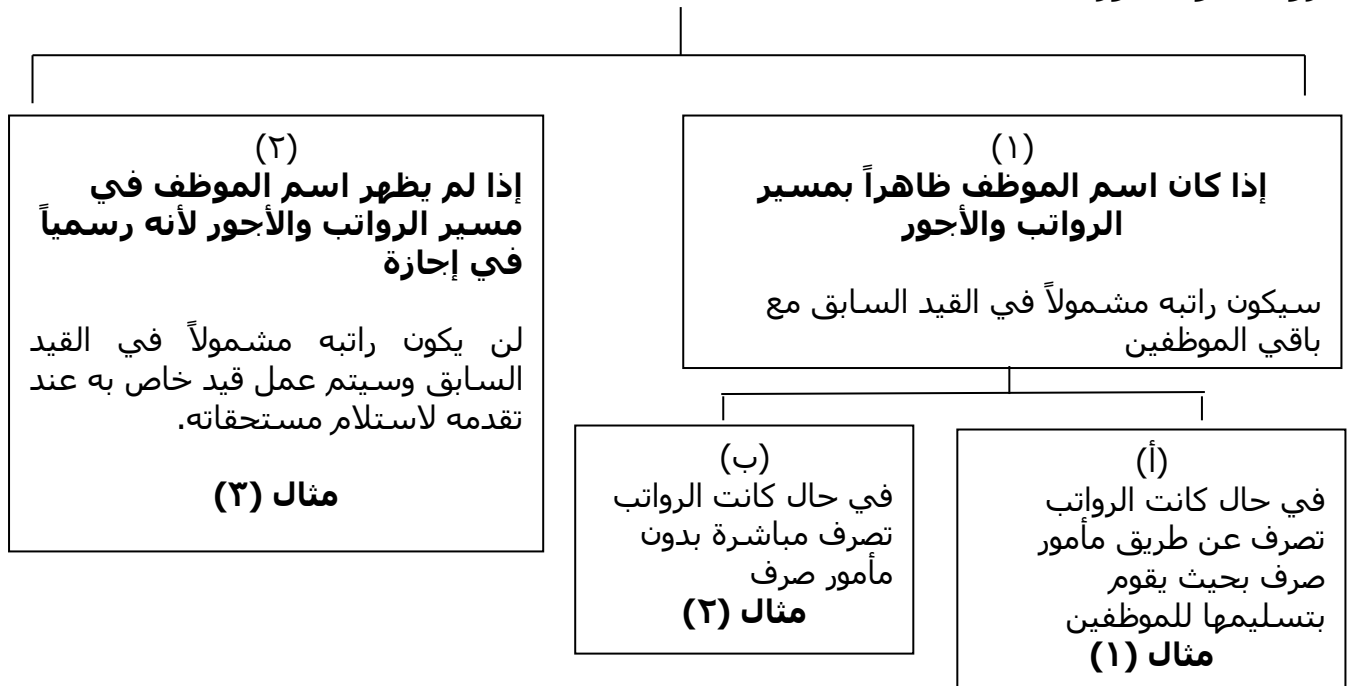 (١)
إذا كان اسم الموظف ظاهراً بمسير
الرواتب والأجور
سيكون راتبه مشمولاً في القيد السابق مع
باقي الموظفين
(أ)
في حال كانت الرواتب
تصرف عن طريق مأمور
صرف بحيث يقوم
بتسليمها للموظفين
مثال (١)
(ب)
في حال كانت الرواتب
تصرف مباشرة بدون
مأمور صرف
مثال (٢)
(٢)
إذا لم يظهر اسم الموظف في
مسير الرواتب والأجور لأنه رسمياً
في إجازة
لن يكون راتبه مشمولاً في القيد
السابق وسيتم عمل قيد خاص به عند
تقدمه لاستلام مستحقاته.
مثال (٣)